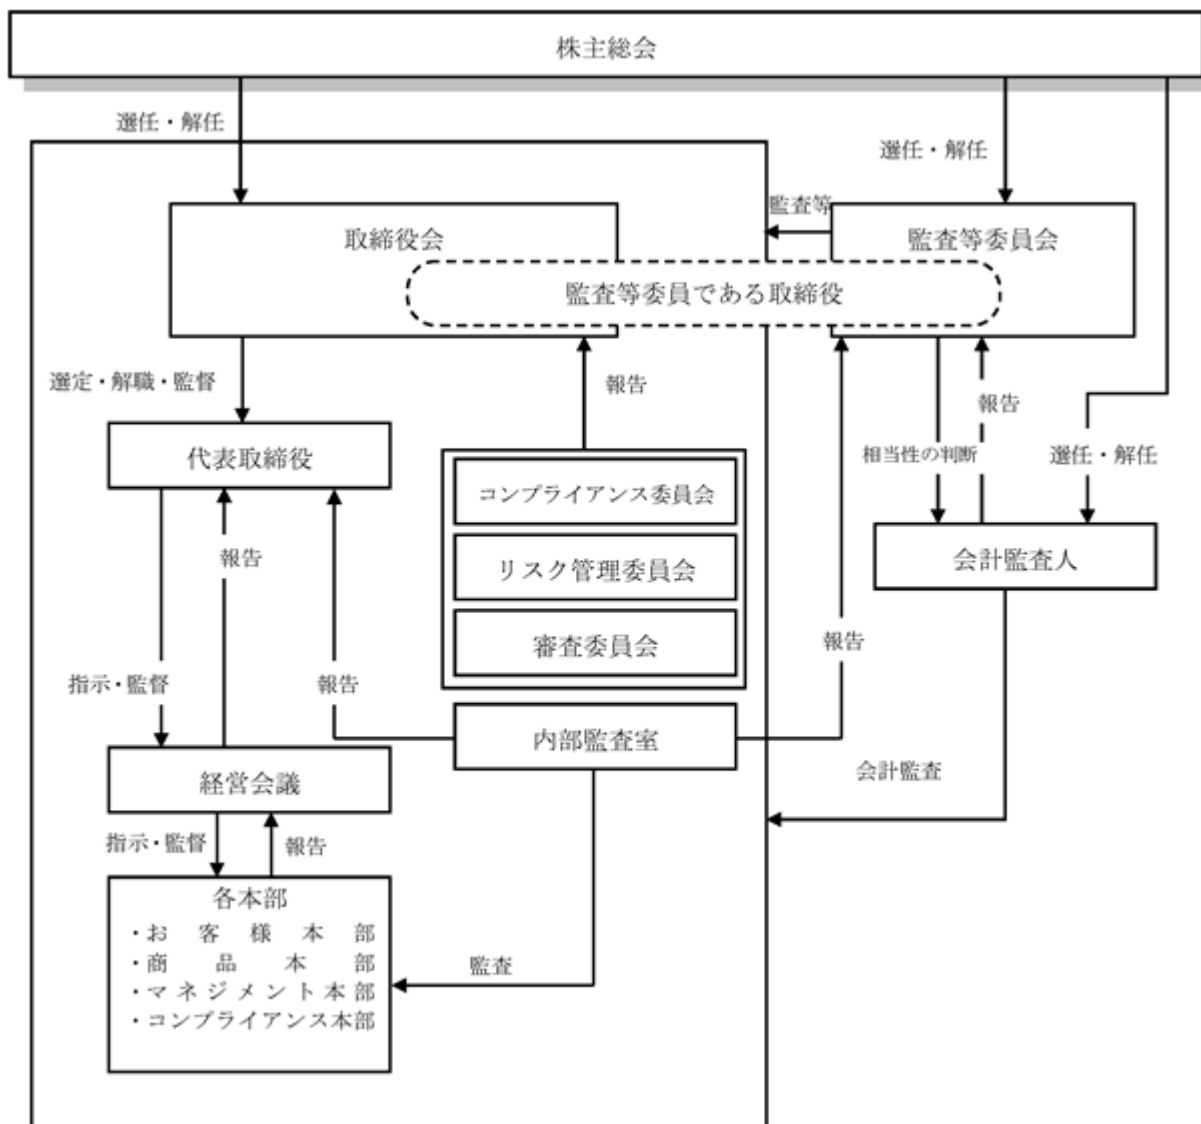 株主総会
選任・解任
選任・解任
監査等
取締役会
監査等委員会
監査等委員である取締役
選定・解職・監督
報告
報告
代表取締役
相当性の判断
選任・解任
コンプライアンス委員会
会計監査人
報告
リスク管理委員会
審査委員会
報告
指示・監督
報告
内部監査室
会計監査
経営会議
指示・監督
報告
各本部
・お客様本部
・商品本部
・マネジメント本部
・コンプライアンス本部
監査